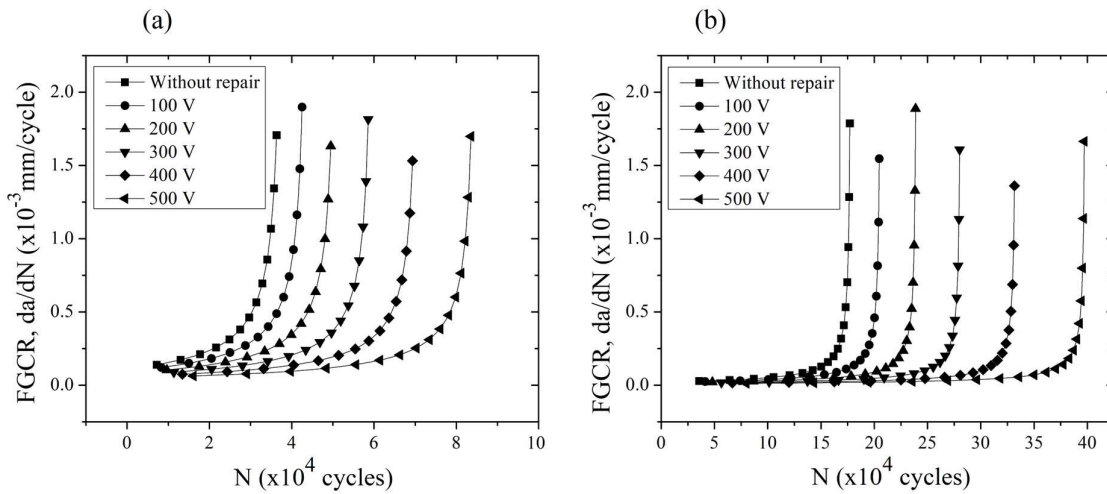 (a)
FGCR, da/dN (x10⁻³ mm/cycle)
2.0
1.5
1.0
0.5
0.0
Without repair
100 V
200 V
300 V
400 V
500 V
0
2
4
6
8
10
N (x10⁴ cycles)
(b)
FGCR, da/dN (x10⁻³ mm/cycle)
2.0
1.5
1.0
0.5
0.0
Without repair
100 V
200 V
300 V
400 V
500 V
0
5
10
15
20
25
30
35
40
N (x10⁴ cycles)